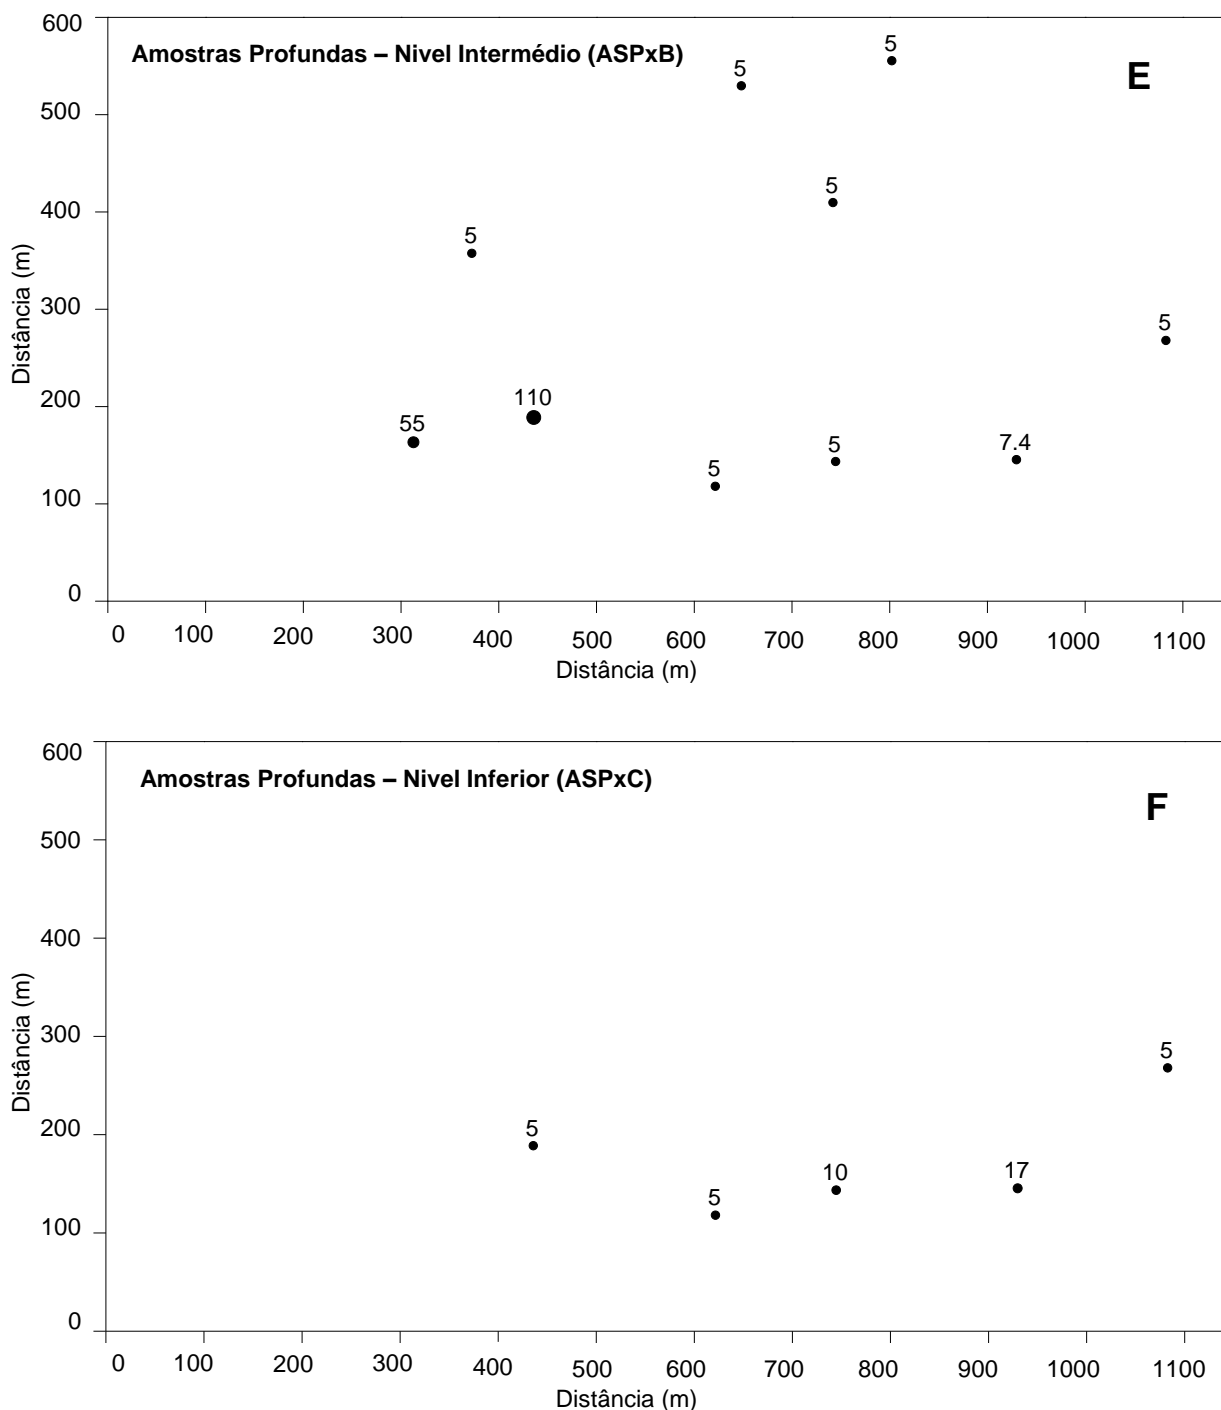 600
Amostras Profundas – Nivel Intermédio (ASPxB)
E
5
5
500
5
400
5
300
5
Distância (m)
200
110
55
7.4
5
5
100
0
0 100 200 300 400 500 600 700 800 900 1000 1100
Distância (m)
600
Amostras Profundas – Nivel Inferior (ASPxC)
F
500
400
300
5
Distância (m)
200
5
10
17
5
100
0
0 100 200 300 400 500 600 700 800 900 1000 1100
Distância (m)